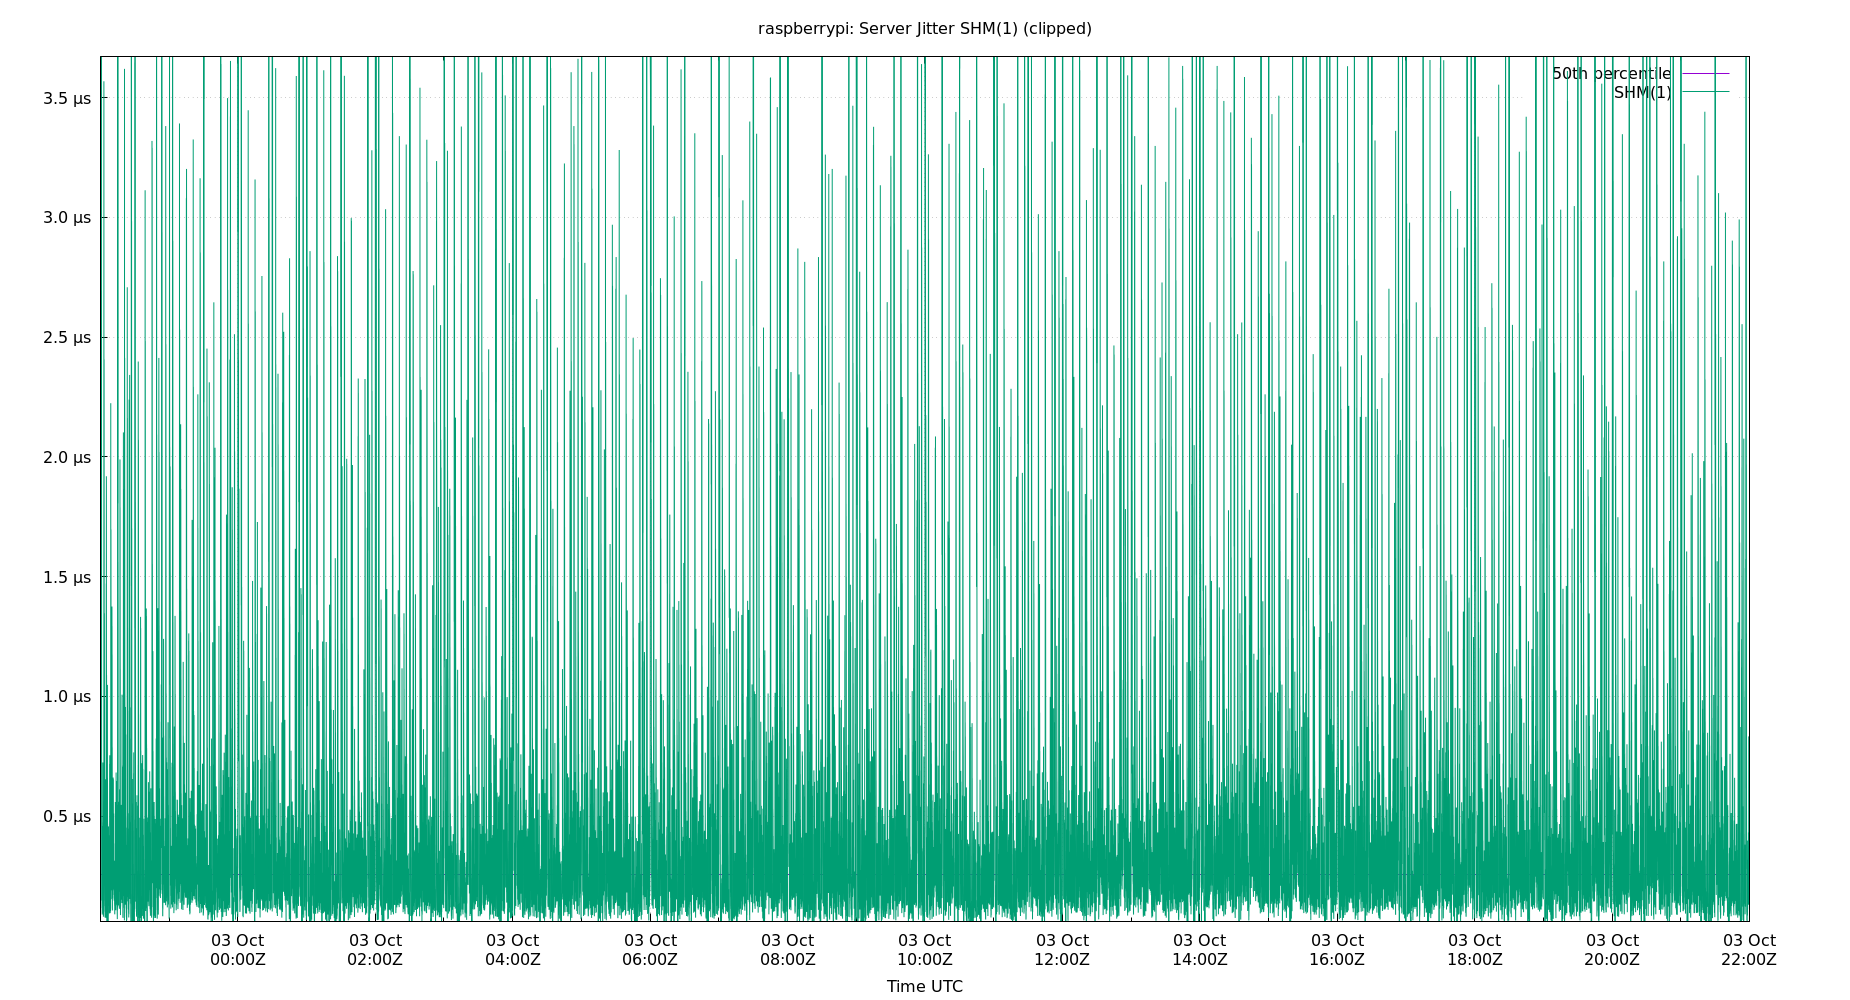 raspberrypi: Server Jitter SHM(1) (clipped)
50th percentile
SHM(1)
3.5 µs
3.0 µs
2.5 µs
2.0 µs
1.5 µs
1.0 µs
0.5 µs
03 Oct 03 Oct 03 Oct 03 Oct 03 Oct 03 Oct 03 Oct 03 Oct 03 Oct 03 Oct 03 Oct 03 Oct
00:00Z 02:00Z 04:00Z 06:00Z 08:00Z 10:00Z 12:00Z 14:00Z 16:00Z 18:00Z 20:00Z 22:00Z
Time UTC